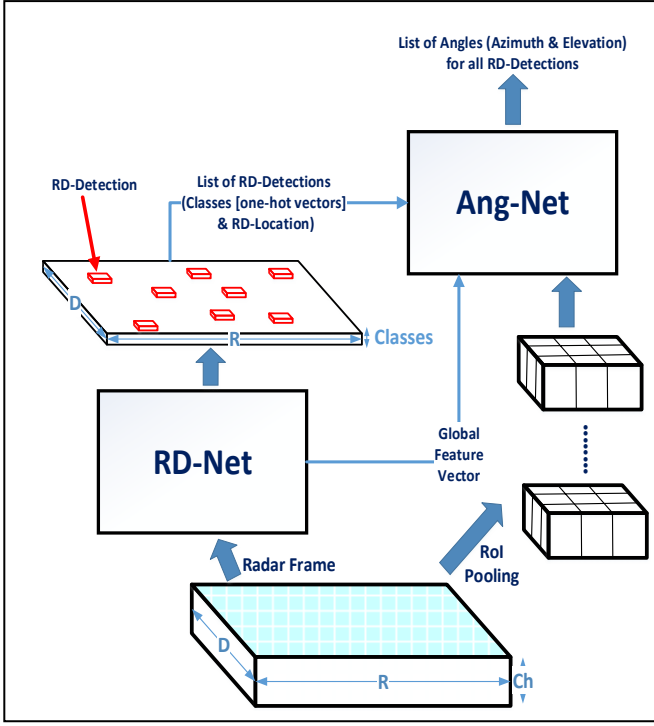 List of Angles (Azimuth & Elevation)
for all RD-Detections
Ang-Net
List of RD-Detections
(Classes [one-hot vectors]
& RD-Location)
RD-Detection
D
R
Classes
RD-Net
Global
Feature
Vector
Radar Frame
RoI
Pooling
D
R
Ch